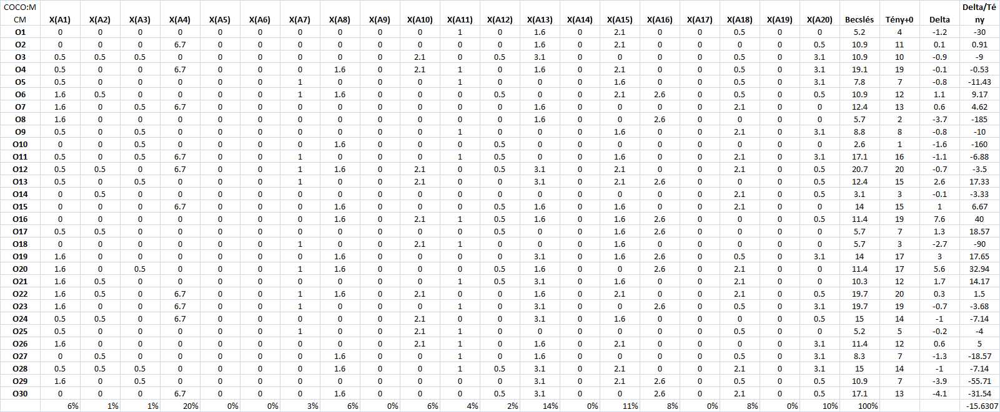 COCO:M
CM X(A1) X(A2) X(A3) X(A4) X(A5) X(A6) X(A7) X(A8) X(A9) X(A10) X(A11) X(A12) X(A13) X(A14) X(A15) X(A16) X(A17) X(A18) X(A19) X(A20) Becslés Tény+0 Delta Delta/Té
ny
O1 0 0 0 0 0 0 0 0 0 0 1 0 1.6 0 2.1 0 0 0.5 0 0 5.2 4 -1.2 -30
O2 0 0 0 6.7 0 0 0 0 0 0 0 0 1.6 0 2.1 0 0 0 0 0.5 10.9 11 0.1 0.91
O3 0.5 0.5 0.5 0 0 0 0 0 0 2.1 0 0.5 3.1 0 0 0 0 0.5 0 3.1 10.9 10 -0.9 -9
O4 0.5 0 0 6.7 0 0 0 1.6 0 2.1 1 0 1.6 0 2.1 0 0 0.5 0 3.1 19.1 19 -0.1 -0.53
O5 0.5 0 0 0 0 0 1 0 0 0 1 0 0 0 1.6 0 0 0.5 0 3.1 7.8 7 -0.8 -11.43
O6 1.6 0.5 0 0 0 0 1 1.6 0 0 0 0.5 0 0 2.1 2.6 0 0.5 0 0.5 10.9 12 1.1 9.17
O7 1.6 0 0.5 6.7 0 0 0 0 0 0 0 0 1.6 0 0 0 0 2.1 0 0 12.4 13 0.6 4.62
O8 1.6 0 0 0 0 0 0 0 0 0 0 0 1.6 0 0 2.6 0 0 0 0 5.7 2 -3.7 -185
O9 0.5 0 0.5 0 0 0 0 0 0 0 1 0 0 0 1.6 0 0 2.1 0 3.1 8.8 8 -0.8 -10
O10 0 0 0.5 0 0 0 0 1.6 0 0 0 0.5 0 0 0 0 0 0 0 0 2.6 1 -1.6 -160
O11 0.5 0 0.5 6.7 0 0 1 0 0 0 1 0.5 0 0 1.6 0 0 2.1 0 3.1 17.1 16 -1.1 -6.88
O12 0.5 0.5 0 6.7 0 0 1 1.6 0 2.1 0 0.5 3.1 0 2.1 0 0 2.1 0 0.5 20.7 20 -0.7 -3.5
O13 0.5 0 0.5 0 0 0 1 0 0 2.1 0 0 3.1 0 2.1 2.6 0 0 0 0.5 12.4 15 2.6 17.33
O14 0 0.5 0 0 0 0 0 0 0 0 0 0 0 0 0 0 0 2.1 0 0.5 3.1 3 -0.1 -3.33
O15 0 0 0 6.7 0 0 0 1.6 0 0 0 0.5 1.6 0 1.6 0 0 2.1 0 0 14 15 1 6.67
O16 0 0 0 0 0 0 0 1.6 0 2.1 1 0.5 1.6 0 1.6 2.6 0 0 0 0.5 11.4 19 7.6 40
O17 0.5 0.5 0 0 0 0 0 0 0 0 0 0.5 0 0 1.6 2.6 0 0 0 0 5.7 7 1.3 18.57
O18 0 0 0 0 0 0 1 0 0 2.1 1 0 0 0 1.6 0 0 0 0 0 5.7 3 -2.7 -90
O19 1.6 0 0 0 0 0 0 1.6 0 0 0 0 3.1 0 1.6 2.6 0 0.5 0 3.1 14 17 3 17.65
O20 1.6 0 0.5 0 0 0 1 1.6 0 0 0 0.5 1.6 0 0 2.6 0 2.1 0 0 11.4 17 5.6 32.94
O21 1.6 0.5 0 0 0 0 0 0 0 0 1 0.5 3.1 0 1.6 0 0 2.1 0 0 10.3 12 1.7 14.17
O22 1.6 0.5 0 6.7 0 0 1 1.6 0 2.1 0 0 1.6 0 2.1 0 0 2.1 0 0.5 19.7 20 0.3 1.5
O23 1.6 0 0 6.7 0 0 1 0 0 0 1 0 3.1 0 0 2.6 0 0.5 0 3.1 19.7 19 -0.7 -3.68
O24 0.5 0.5 0 6.7 0 0 0 0 0 2.1 0 0 3.1 0 1.6 0 0 0 0 0.5 15 14 -1 -7.14
O25 0.5 0 0 0 0 0 1 0 0 2.1 1 0 0 0 0 0 0 0.5 0 0 5.2 5 -0.2 -4
O26 1.6 0 0 0 0 0 0 0 0 2.1 1 0 1.6 0 2.1 0 0 0 0 3.1 11.4 12 0.6 5
O27 0 0.5 0 0 0 0 0 1.6 0 0 1 0 1.6 0 0 0 0 0.5 0 3.1 8.3 7 -1.3 -18.57
O28 0.5 0.5 0.5 0 0 0 0 1.6 0 0 1 0.5 3.1 0 2.1 0 0 2.1 0 3.1 15 14 -1 -7.14
O29 1.6 0 0.5 0 0 0 0 0 0 0 0 0 3.1 0 2.1 2.6 0 0.5 0 0.5 10.9 7 -3.9 -55.71
O30 0 0 0 6.7 0 0 0 1.6 0 0 0 0.5 3.1 0 0 2.6 0 2.1 0 0.5 17.1 13 -4.1 -31.54
6% 1% 1% 20% 0% 0% 3% 6% 0% 6% 4% 2% 14% 0% 11% 8% 0% 8% 0% 10% 100% -15.6307